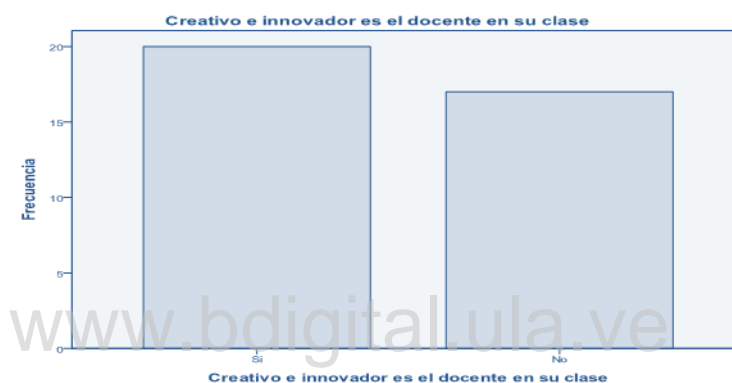 Creativo e innovador es el docente en su clase
Frecuencia
20
15
10
5
0
Si
No
Creativo e innovador es el docente en su clase
www.bdigital.ula.ve